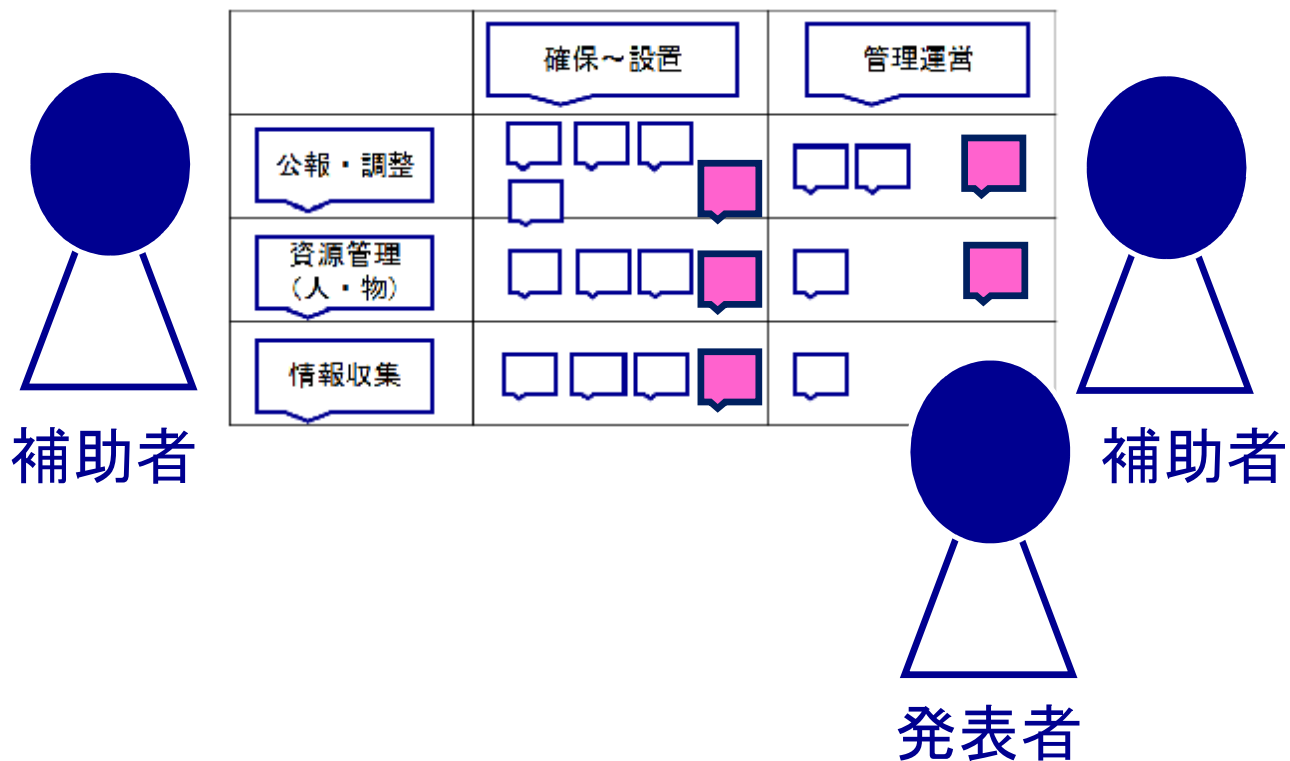 確保～設置
管理運営
公報・調整
資源管理
（人・物）
情報収集
補助者
補助者
発表者